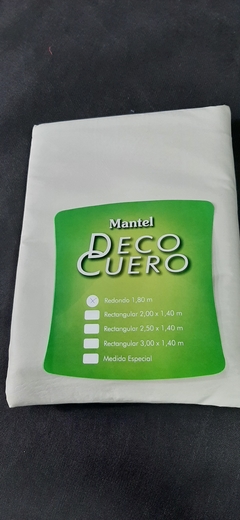 Mantel
DECO
CUERO
Redondo 1,80 m
Rectangular 2,00 x 1,40 m
Rectangular 2,50 x 1,40 m
Rectangular 3,00 x 1,40 m
Medida Especial